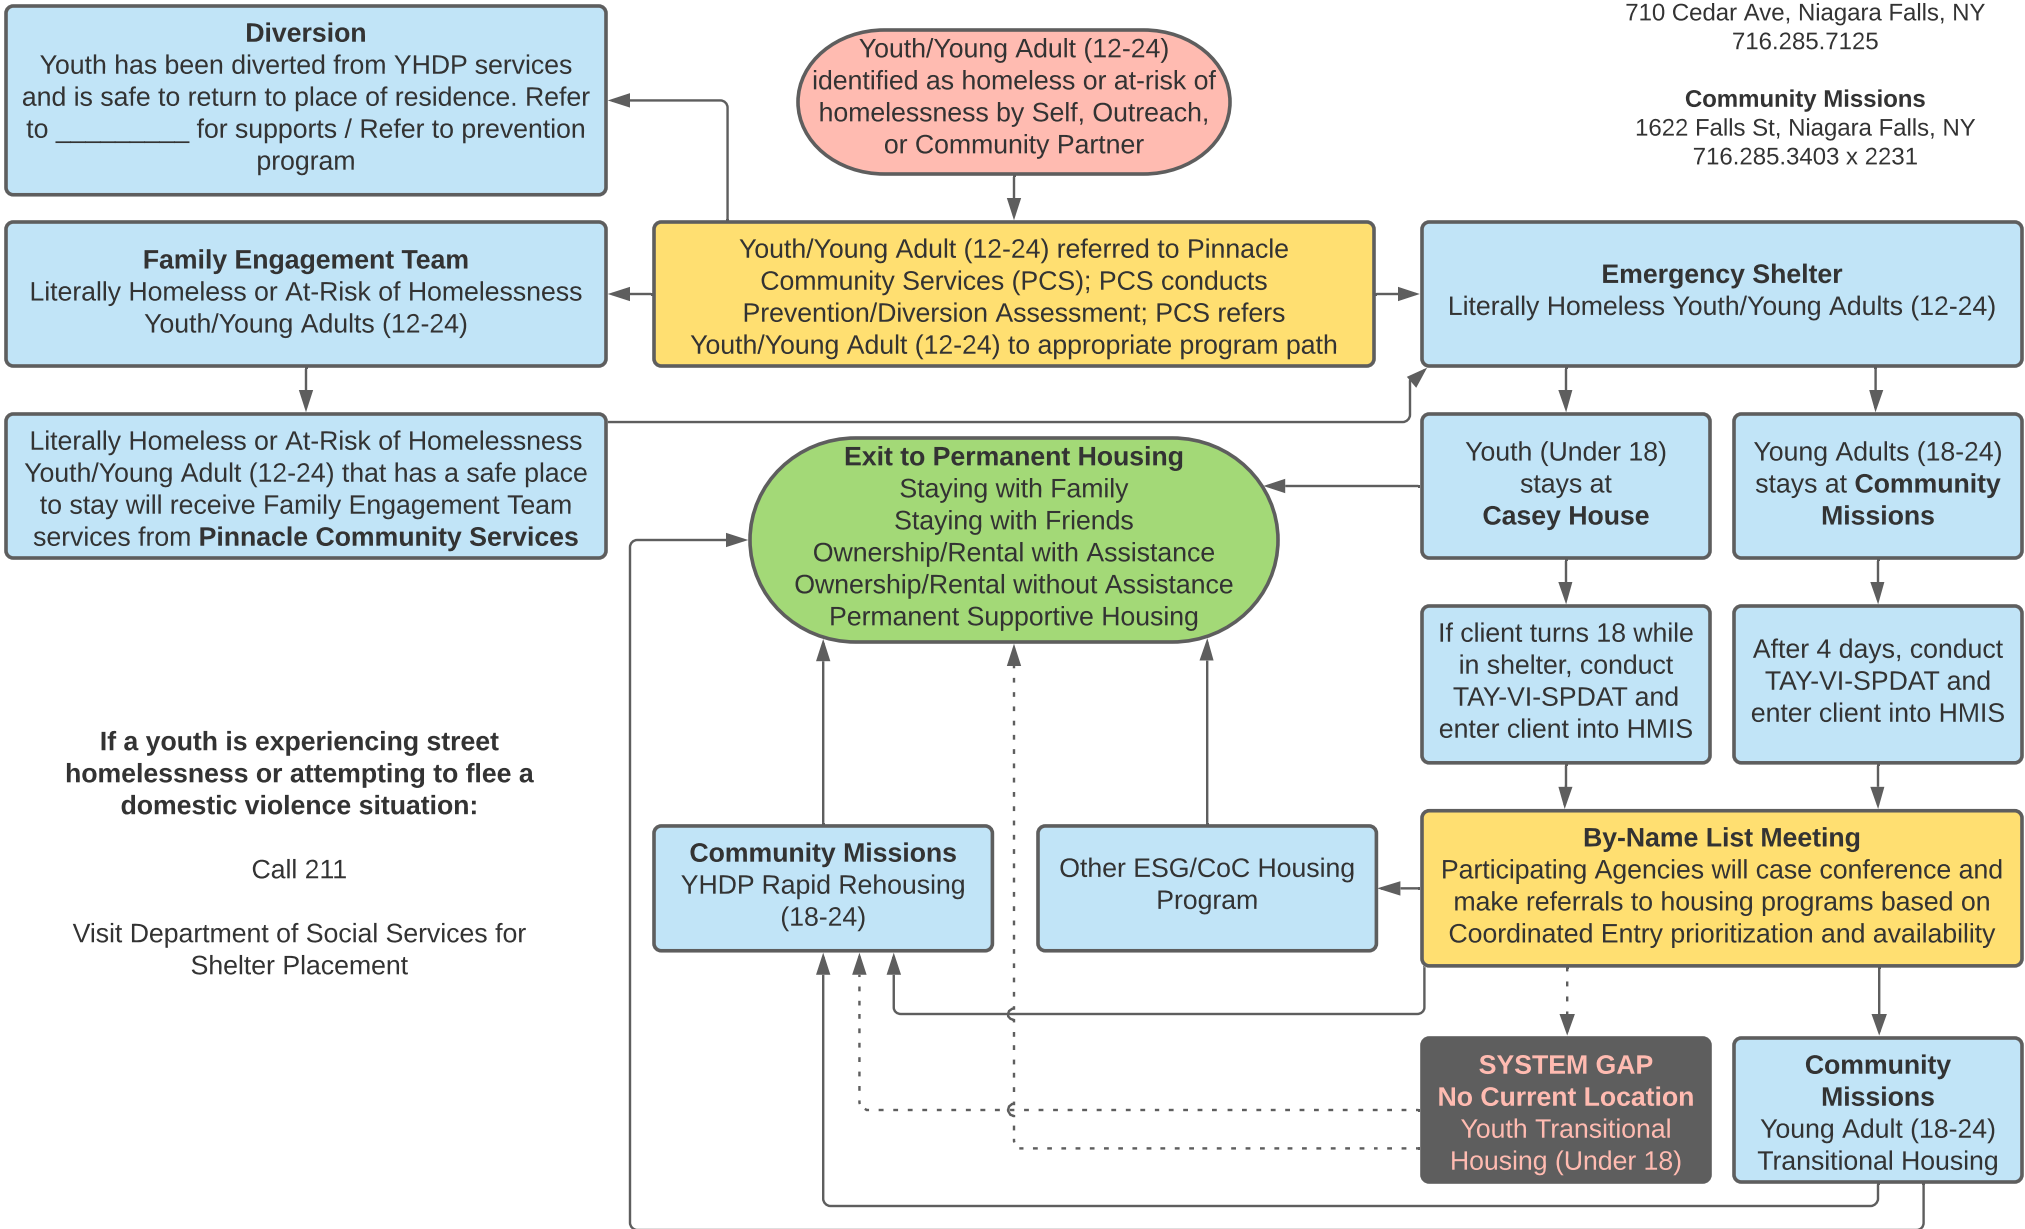 Diversion
Youth has been diverted from YHDP services
and is safe to return to place of residence. Refer
to _________ for supports / Refer to prevention
program
Youth/Young Adult (12-24)
identified as homeless or at-risk of
homelessness by Self, Outreach,
or Community Partner
710 Cedar Ave, Niagara Falls, NY
716.285.7125
Community Missions
1622 Falls St, Niagara Falls, NY
716.285.3403 x 2231
Family Engagement Team
Literally Homeless or At-Risk of Homelessness
Youth/Young Adults (12-24)
Youth/Young Adult (12-24) referred to Pinnacle
Community Services (PCS); PCS conducts
Prevention/Diversion Assessment; PCS refers
Youth/Young Adult (12-24) to appropriate program path
Emergency Shelter
Literally Homeless Youth/Young Adults (12-24)
Literally Homeless or At-Risk of Homelessness
Youth/Young Adult (12-24) that has a safe place
to stay will receive Family Engagement Team
services from Pinnacle Community Services
Exit to Permanent Housing
Staying with Family
Staying with Friends
Ownership/Rental with Assistance
Ownership/Rental without Assistance
Permanent Supportive Housing
Youth (Under 18)
stays at
Casey House
Young Adults (18-24)
stays at Community
Missions
If client turns 18 while
in shelter, conduct
TAY-VI-SPDAT and
enter client into HMIS
After 4 days, conduct
TAY-VI-SPDAT and
enter client into HMIS
If a youth is experiencing street
homelessness or attempting to flee a
domestic violence situation:
Call 211
Visit Department of Social Services for
Shelter Placement
Community Missions
YHDP Rapid Rehousing
(18-24)
Other ESG/CoC Housing
Program
By-Name List Meeting
Participating Agencies will case conference and
make referrals to housing programs based on
Coordinated Entry prioritization and availability
SYSTEM GAP
No Current Location
Youth Transitional
Housing (Under 18)
Community
Missions
Young Adult (18-24)
Transitional Housing